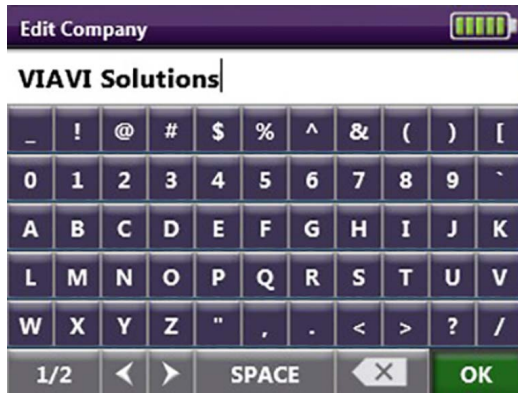 Edit Company
VIAVI Solutions
_ ! @ # $ % ^ & ( ) [
0 1 2 3 4 5 6 7 8 9 `
A B C D E F G H I J K
L M N O P Q R S T U V
W X Y Z " , . < > ? /
1/2 SPACE OK